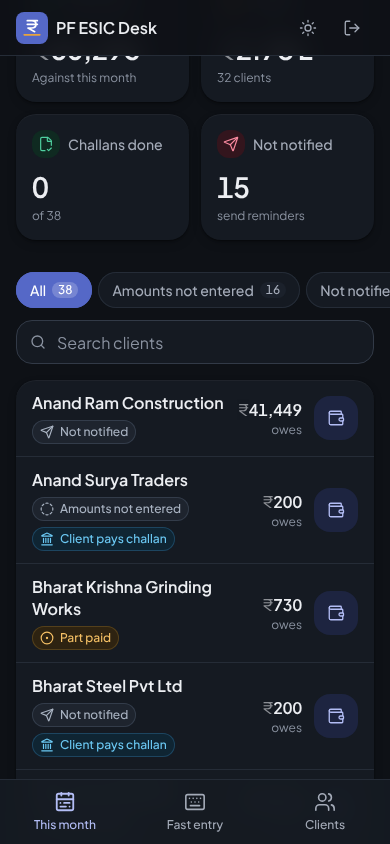 PF ESIC Desk
Against this month
32 clients
Challans done
Not notified
0
15
of 38
send reminders
All 38
Amounts not entered 16
Search clients
Anand Ram Construction
₹41,449
Not notified
owes
Anand Surya Traders
₹200
Amounts not entered
owes
Client pays challan
Bharat Krishna Grinding
Works
₹730
owes
Part paid
Bharat Steel Pvt Ltd
₹200
Not notified
owes
Client pays challan
This month
Fast entry
Clients